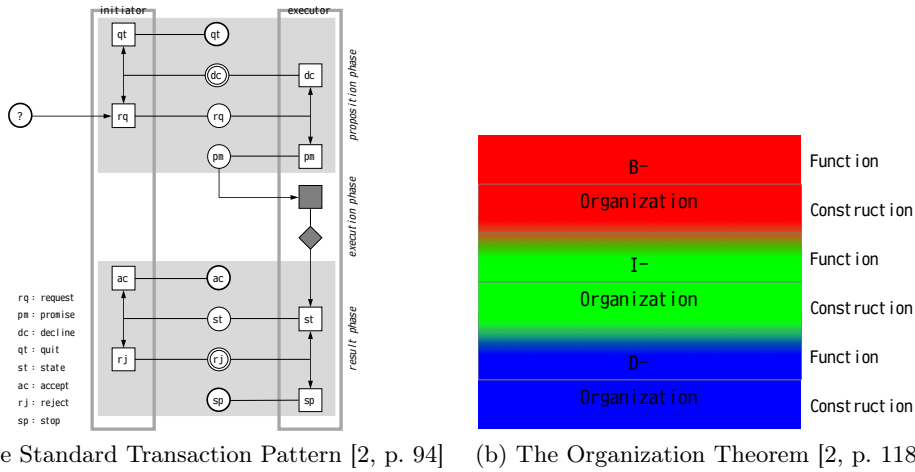 initiator
executor
qt
qt
dc
dc
?
rq
rq
pm
pm
proposition phase
execution phase
ac
ac
st
st
rj
rj
sp
sp
result phase
rq : request
pm : promise
dc : decline
qt : quit
st : state
ac : accept
rj : reject
sp : stop
B-
Organization
Function
Construction
I-
Organization
Function
Construction
D-
Organization
Function
Construction
e Standard Transaction Pattern [2, p. 94]
(b) The Organization Theorem [2, p. 118